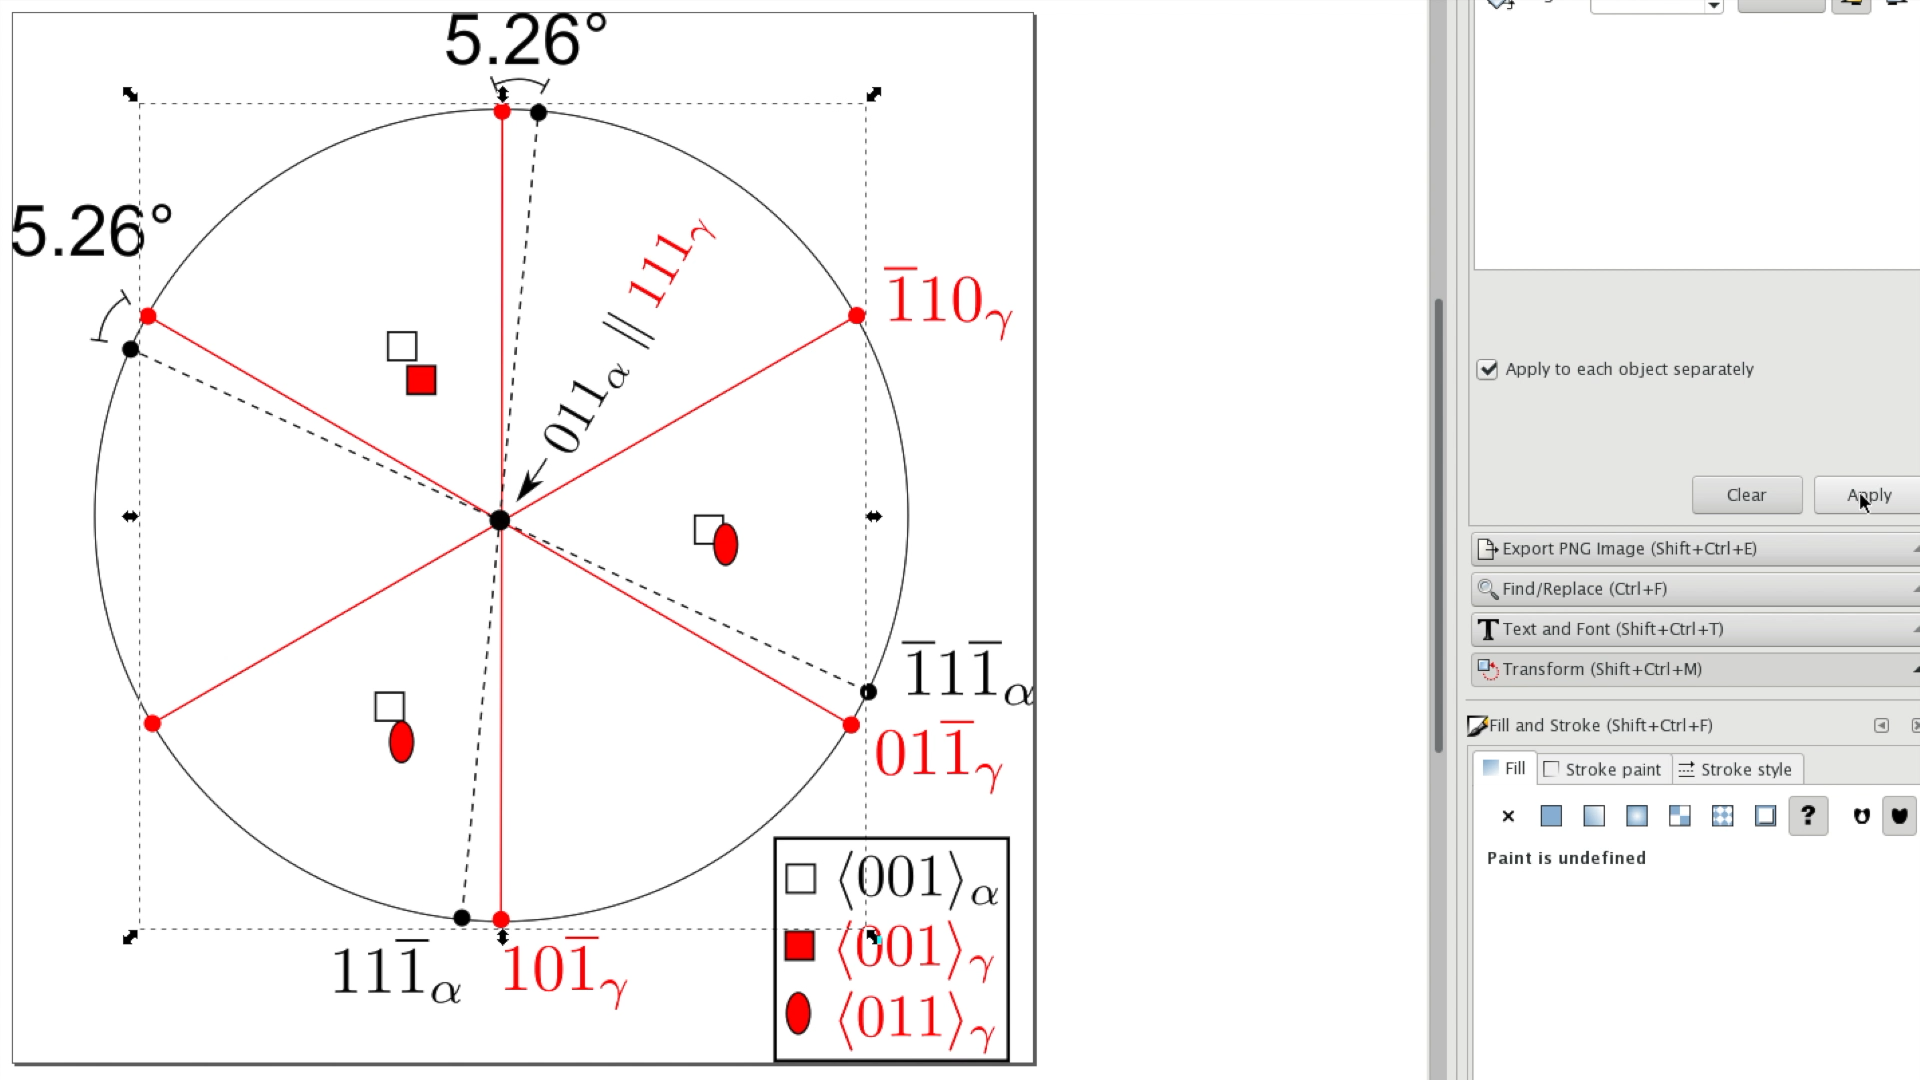 5.26°
5.26°
011α ∥ 111γ
1̅10γ
1̅11̅α
011̅γ
111̅α
101̅γ
⟨001⟩α
⟨001⟩γ
⟨011⟩γ
Apply to each object separately
Clear
Apply
Export PNG Image (Shift+Ctrl+E)
Find/Replace (Ctrl+F)
Text and Font (Shift+Ctrl+T)
Transform (Shift+Ctrl+M)
Fill and Stroke (Shift+Ctrl+F)
Fill
Stroke paint
Stroke style
?
Paint is undefined